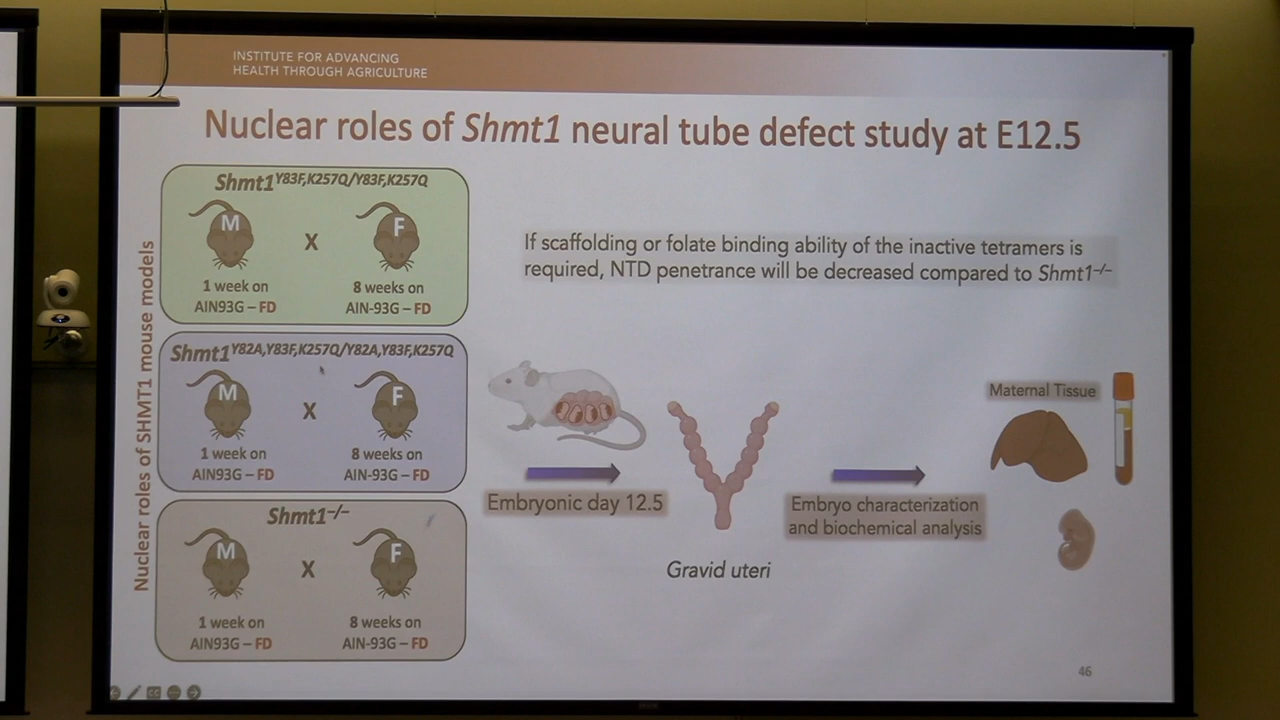 INSTITUTE FOR ADVANCING
HEALTH THROUGH AGRICULTURE
Nuclear roles of Shmt1 neural tube defect study at E12.5
Nuclear roles of SHMT1 mouse models
Shmt1Y83F,K257Q/Y83F,K257Q
M X F
1 week on
AIN93G – FD
8 weeks on
AIN-93G – FD
Shmt1Y82A,Y83F,K257Q/Y82A,Y83F,K257Q
M X F
1 week on
AIN93G – FD
8 weeks on
AIN-93G – FD
Shmt1–/–
M X F
1 week on
AIN93G – FD
8 weeks on
AIN-93G – FD
If scaffolding or folate binding ability of the inactive tetramers is
required, NTD penetrance will be decreased compared to Shmt1–/–
Embryonic day 12.5
Gravid uteri
Embryo characterization
and biochemical analysis
Maternal Tissue
46